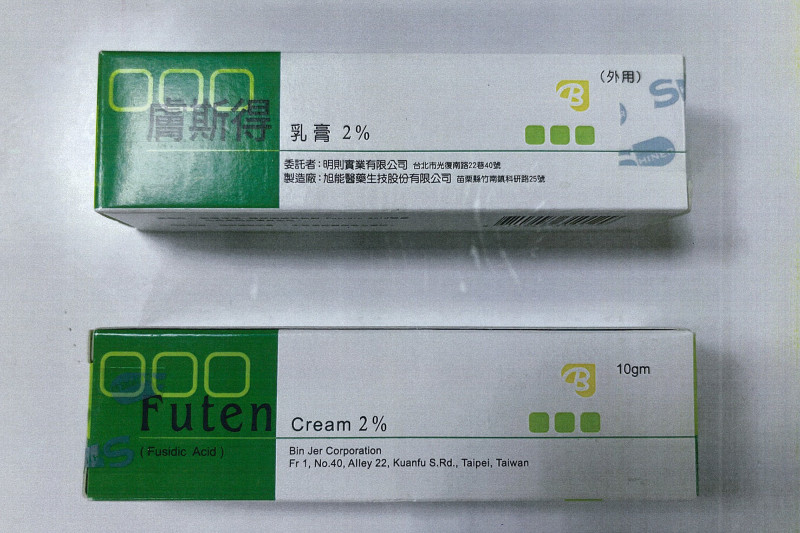 膚斯得 乳膏 2%
(外用)
委託者:明則實業有限公司 台北市光復南路22巷40號
製造廠:旭能醫藥生技股份有限公司 苗栗縣竹南鎮科研路25號
B
MINE
B
10gm
Futen Cream 2%
(Fusidic Acid)
Bin Jer Corporation
Fr 1, No.40, Alley 22, Kuanfu S.Rd., Taipei, Taiwan